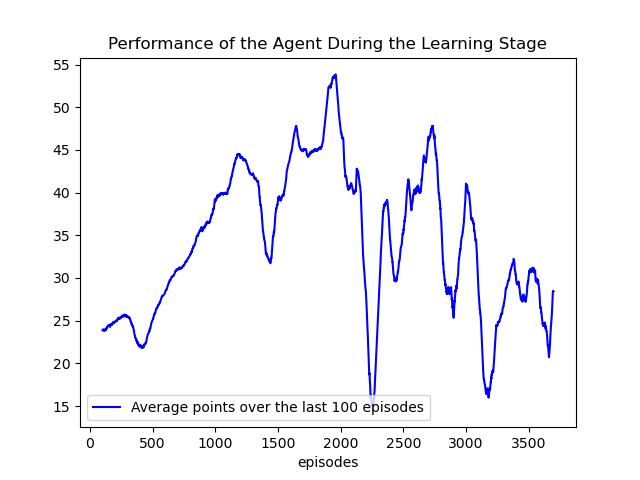 Performance of the Agent During the Learning Stage
55
50
45
40
35
30
25
20
15
Average points over the last 100 episodes
0 500 1000 1500 2000 2500 3000 3500
episodes